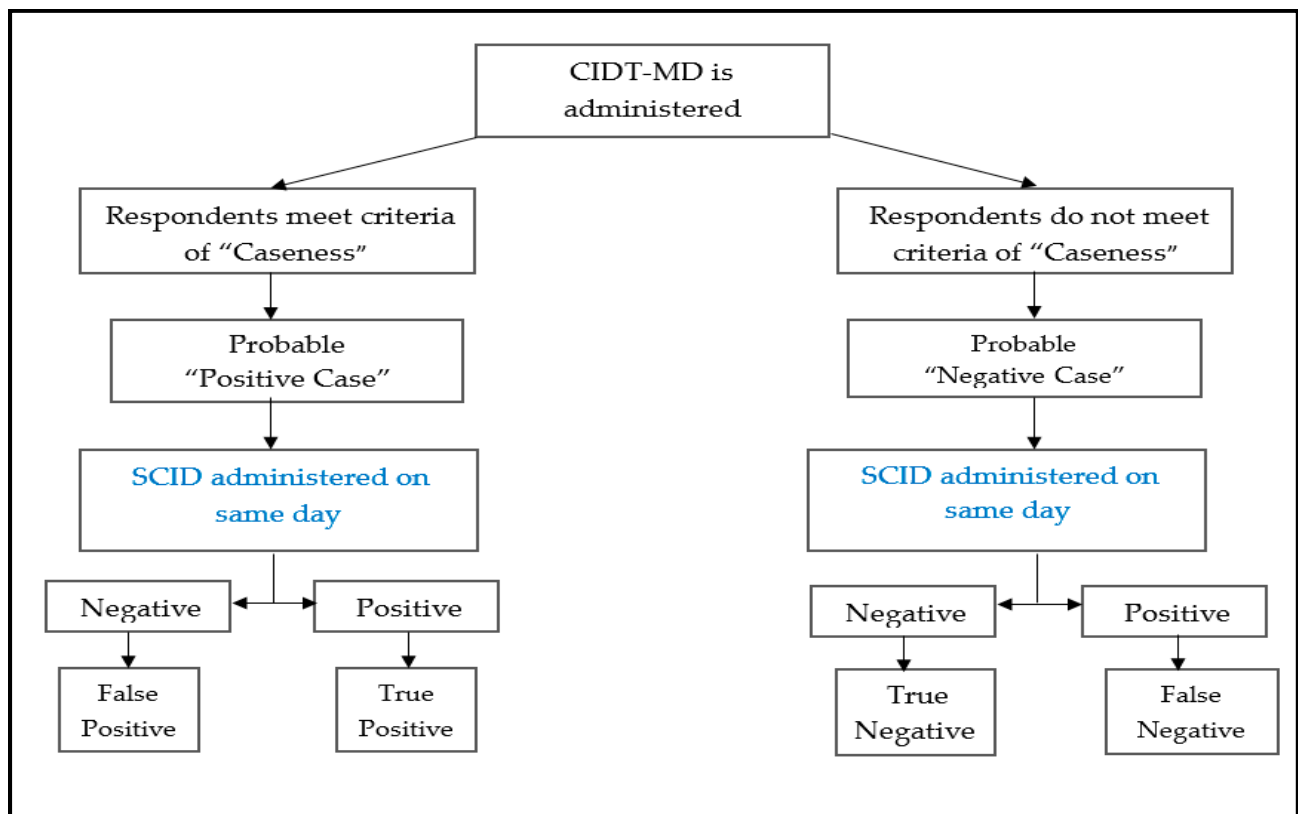 CIDT-MD is
administered
Respondents meet criteria
of “Caseness”
Respondents do not meet
criteria of “Caseness”
Probable
“Positive Case”
Probable
“Negative Case”
SCID administered on
same day
SCID administered on
same day
Negative
Positive
Negative
Positive
False
Positive
True
Positive
True
Negative
False
Negative